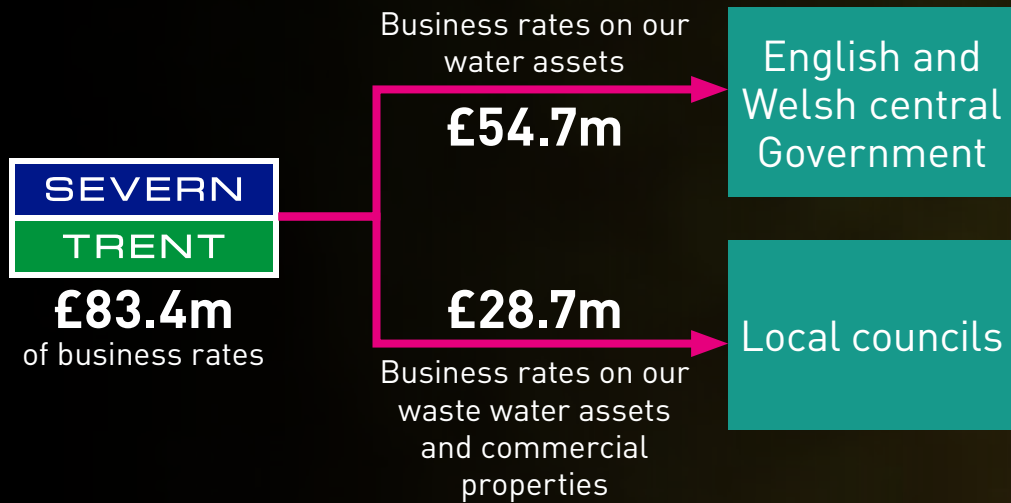 Business rates on our
water assets
£54.7m
English and
Welsh central
Government
SEVERN
TRENT
£83.4m
of business rates
£28.7m
Business rates on our
waste water assets
and commercial
properties
Local councils